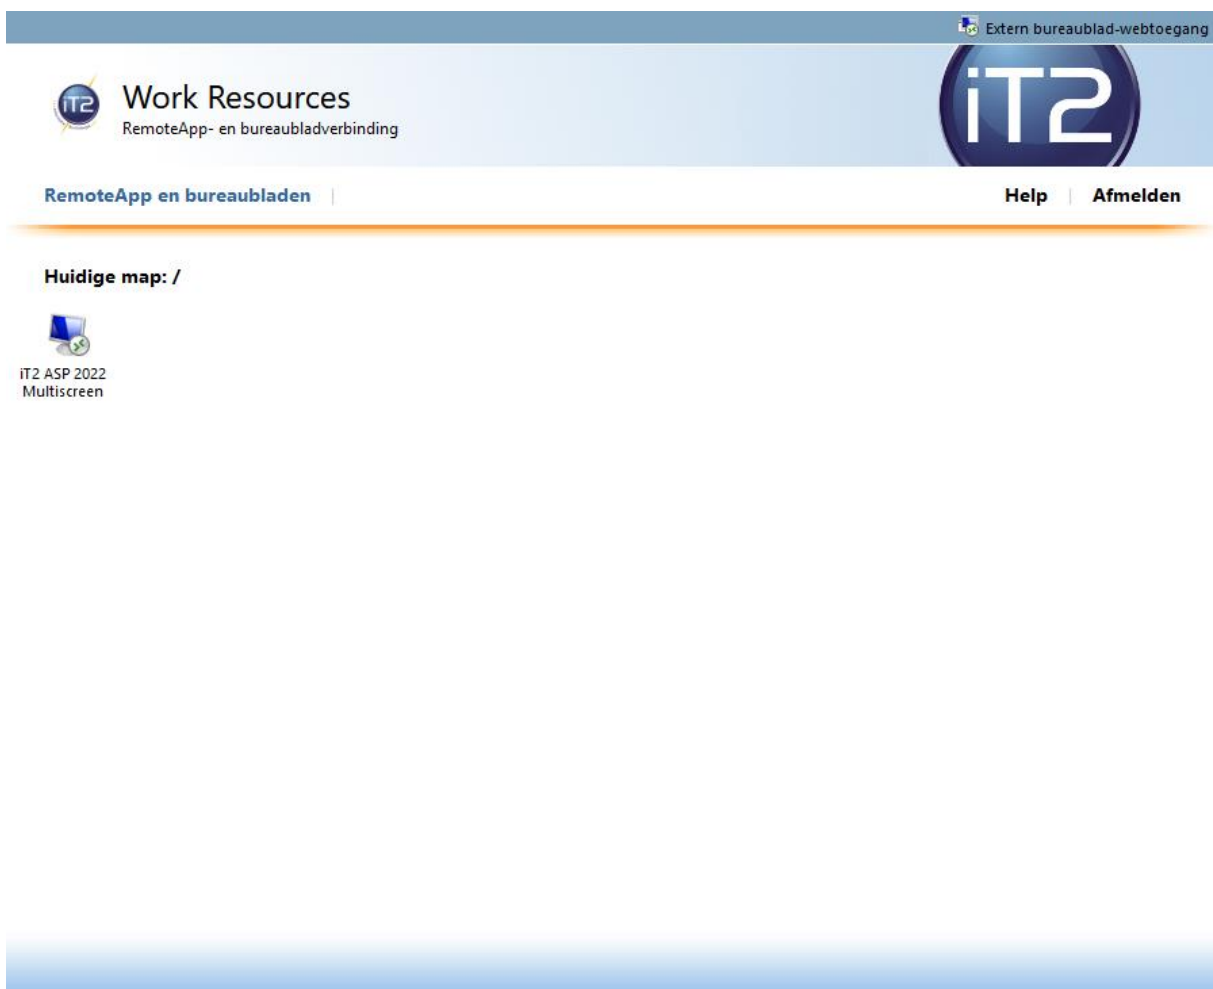 Extern bureaublad-webtoegang
iT2
Work Resources
RemoteApp- en bureaubladverbinding
iT2
RemoteApp en bureaubladen
Help
Afmelden
Huidige map: /
iT2 ASP 2022
Multiscreen